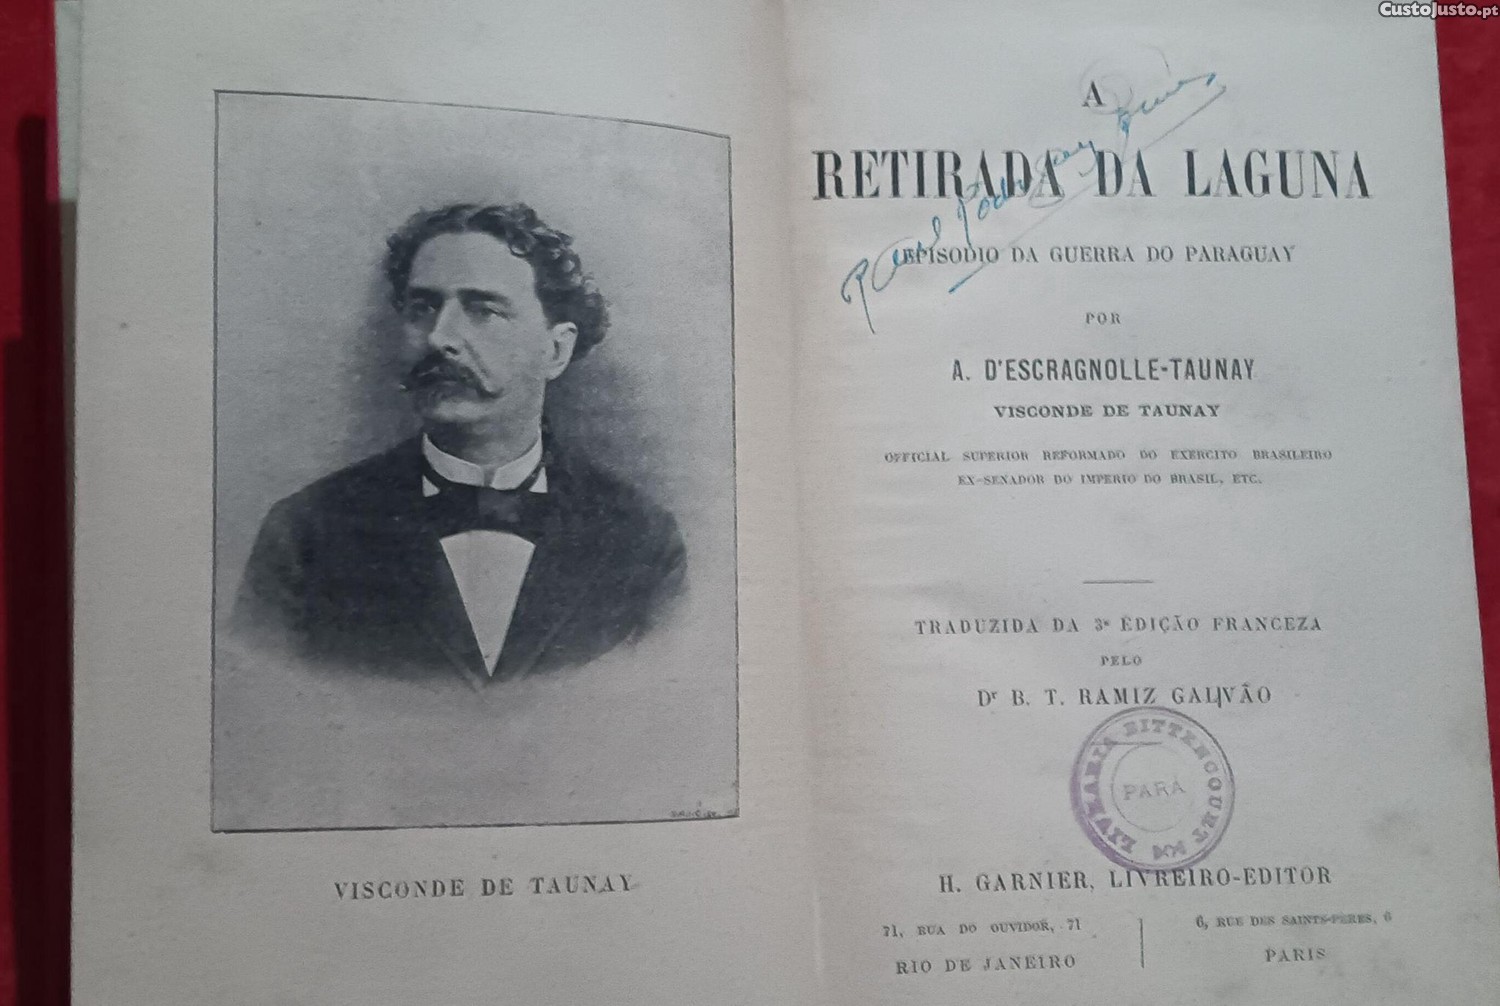 CustoJusto.pt
VISCONDE DE TAUNAY
A
RETIRADA DA LAGUNA
EPISODIO DA GUERRA DO PARAGUAY
POR
A. D'ESCRAGNOLLE-TAUNAY
VISCONDE DE TAUNAY
OFFICIAL SUPERIOR REFORMADO DO EXERCITO BRASILEIRO
EX-SENADOR DO IMPERIO DO BRASIL, ETC.
TRADUZIDA DA 3ª EDIÇÃO FRANCEZA
PELO
Dr B. T. RAMIZ GALVÃO
LIVRARIA BITTENCOURT
PARÁ
H. GARNIER, LIVREIRO-EDITOR
71, RUA DO OUVIDOR, 71
RIO DE JANEIRO
6, RUE DES SAINTS-PERES, 6
PARIS